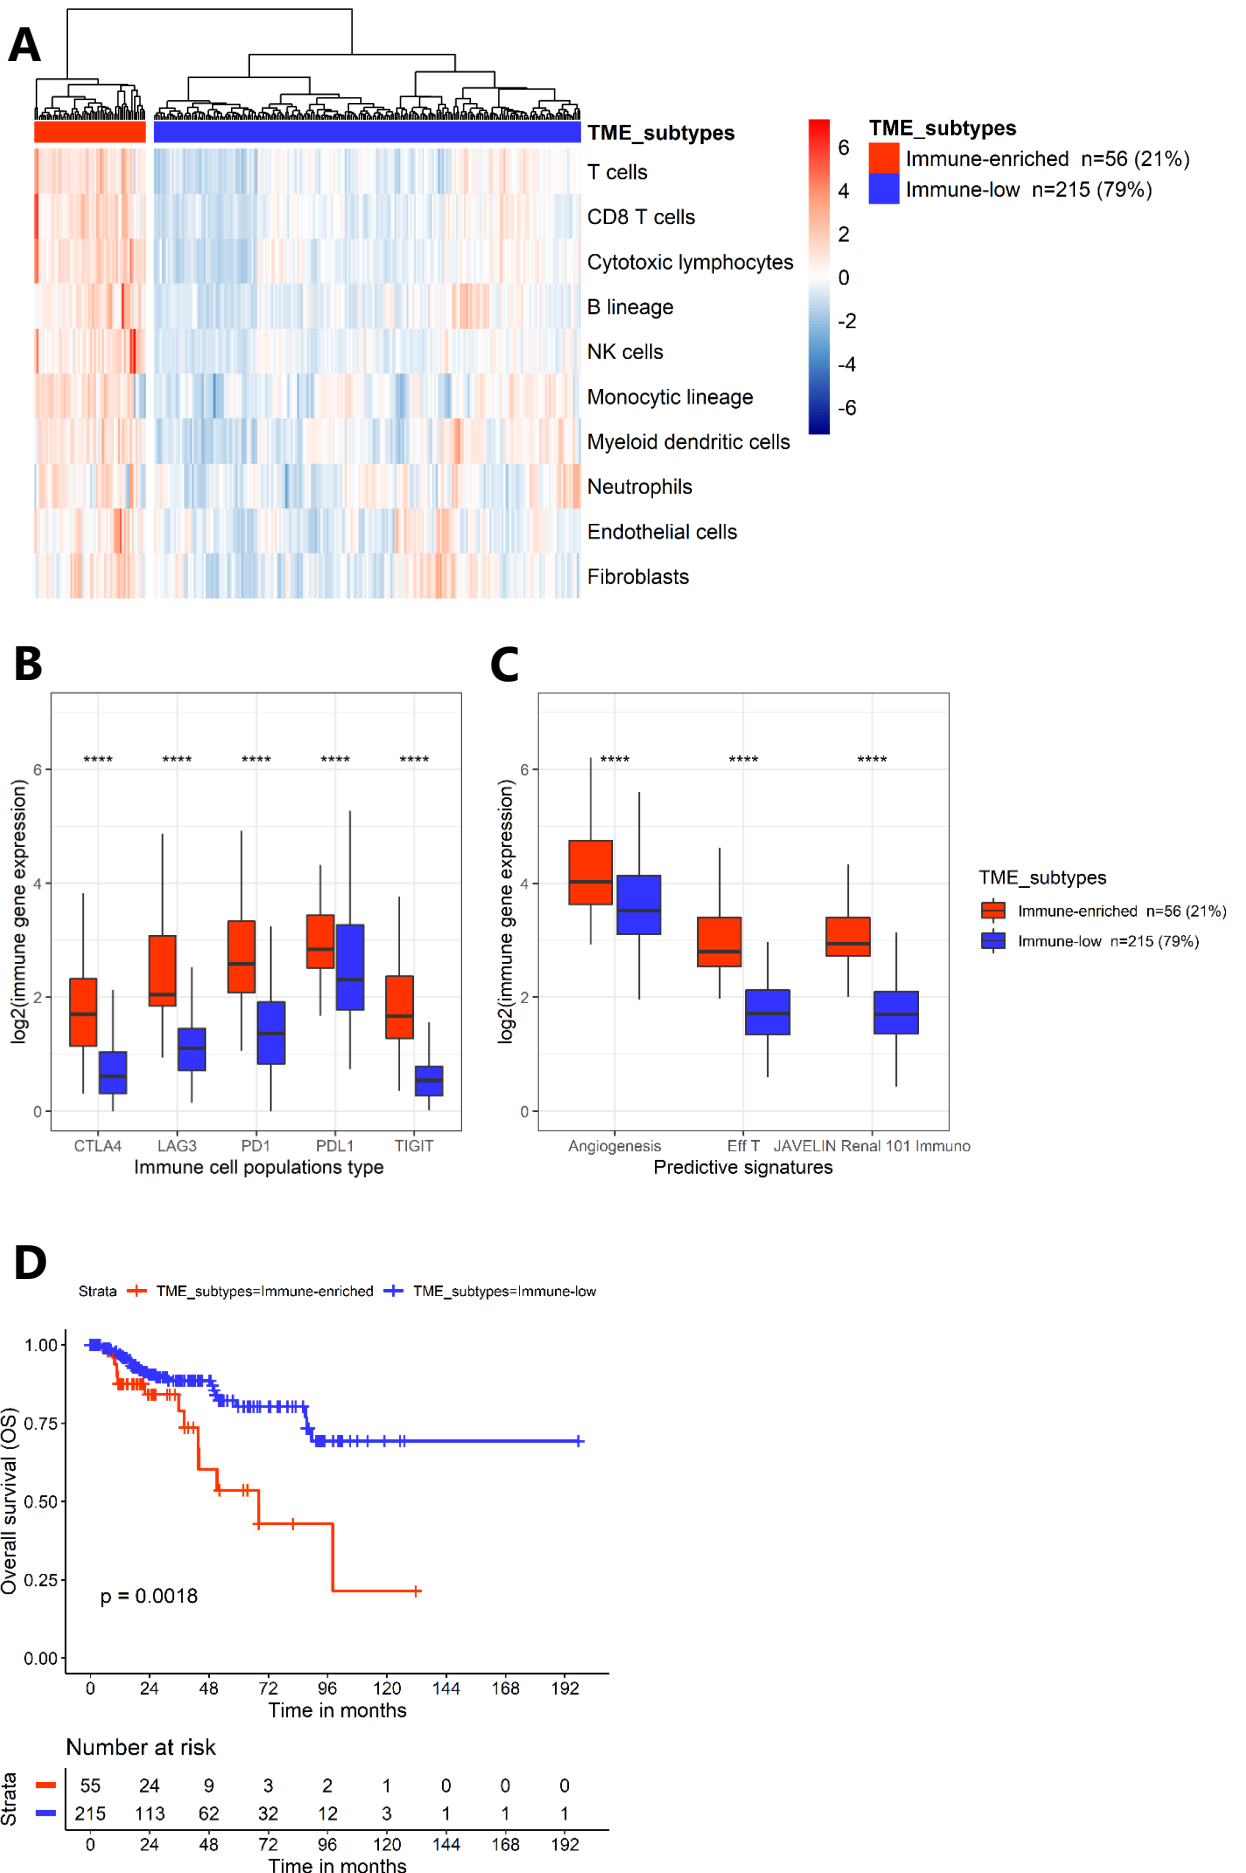 A
TME_subtypes
T cells
CD8 T cells
Cytotoxic lymphocytes
B lineage
NK cells
Monocytic lineage
Myeloid dendritic cells
Neutrophils
Endothelial cells
Fibroblasts
6
4
2
0
-2
-4
-6
TME_subtypes
Immune-enriched n=56 (21%)
Immune-low n=215 (79%)
B
log2(immune gene expression)
6
4
2
0
**** **** **** **** ****
CTLA4 LAG3 PD1 PDL1 TIGIT
Immune cell populations type
C
log2(immune gene expression)
6
4
2
0
**** **** ****
Angiogenesis Eff T JAVELIN Renal 101 Immuno
Predictive signatures
TME_subtypes
Immune-enriched n=56 (21%)
Immune-low n=215 (79%)
D
Strata TME_subtypes=Immune-enriched TME_subtypes=Immune-low
Overall survival (OS)
1.00
0.75
0.50
0.25
0.00
p = 0.0018
0 24 48 72 96 120 144 168 192
Time in months
Number at risk
Strata
55 24 9 3 2 1 0 0 0
215 113 62 32 12 3 1 1 1
0 24 48 72 96 120 144 168 192
Time in months